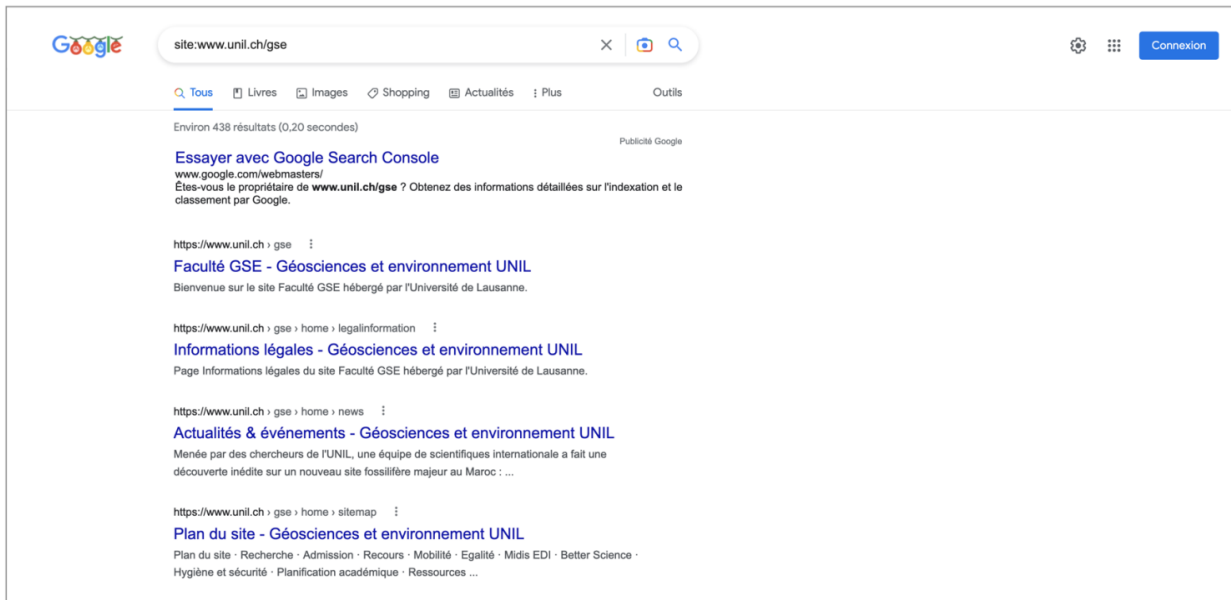 Google
site:www.unil.ch/gse
Connexion
Tous Livres Images Shopping Actualités Plus Outils
Environ 438 résultats (0,20 secondes)
Publicité Google
Essayer avec Google Search Console
www.google.com/webmasters/
Êtes-vous le propriétaire de www.unil.ch/gse ? Obtenez des informations détaillées sur l'indexation et le
classement par Google.
https://www.unil.ch › gse
Faculté GSE - Géosciences et environnement UNIL
Bienvenue sur le site Faculté GSE hébergé par l'Université de Lausanne.
https://www.unil.ch › gse › home › legalinformation
Informations légales - Géosciences et environnement UNIL
Page Informations légales du site Faculté GSE hébergé par l'Université de Lausanne.
https://www.unil.ch › gse › home › news
Actualités & événements - Géosciences et environnement UNIL
Menée par des chercheurs de l'UNIL, une équipe de scientifiques internationale a fait une
découverte inédite sur un nouveau site fossilifère majeur au Maroc : ...
https://www.unil.ch › gse › home › sitemap
Plan du site - Géosciences et environnement UNIL
Plan du site · Recherche · Admission · Recours · Mobilité · Egalité · Midis EDI · Better Science ·
Hygiène et sécurité · Planification académique · Ressources ...